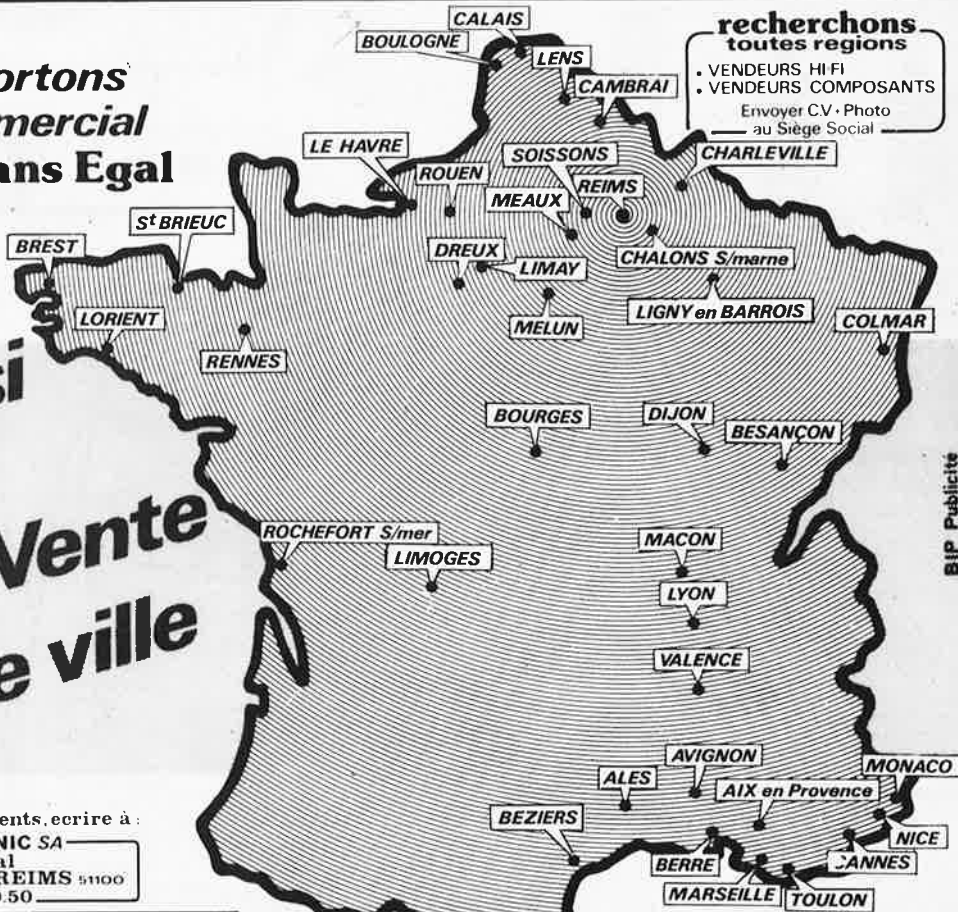 ortons
mercial
ans Egal
si
Vente
e ville
recherchons
toutes regions
• VENDEURS HI FI
• VENDEURS COMPOSANTS
Envoyer C.V • Photo
au Siège Social
CALAIS
BOULOGNE
LENS
CAMBRAI
LE HAVRE
ROUEN
SOISSONS
REIMS
CHARLEVILLE
MEAUX
St BRIEUC
BREST
DREUX
LIMAY
CHALONS S/marne
LORIENT
RENNES
MELUN
LIGNY en BARROIS
COLMAR
BOURGES
DIJON
BESANÇON
ROCHEFORT S/mer
LIMOGES
MACON
LYON
VALENCE
AVIGNON
MONACO
ALES
AIX en Provence
BEZIERS
NICE
BERRE
CANNES
MARSEILLE
TOULON
BIP Publicité
ents, ecrire à :
NIC SA
al
REIMS 51100
.50